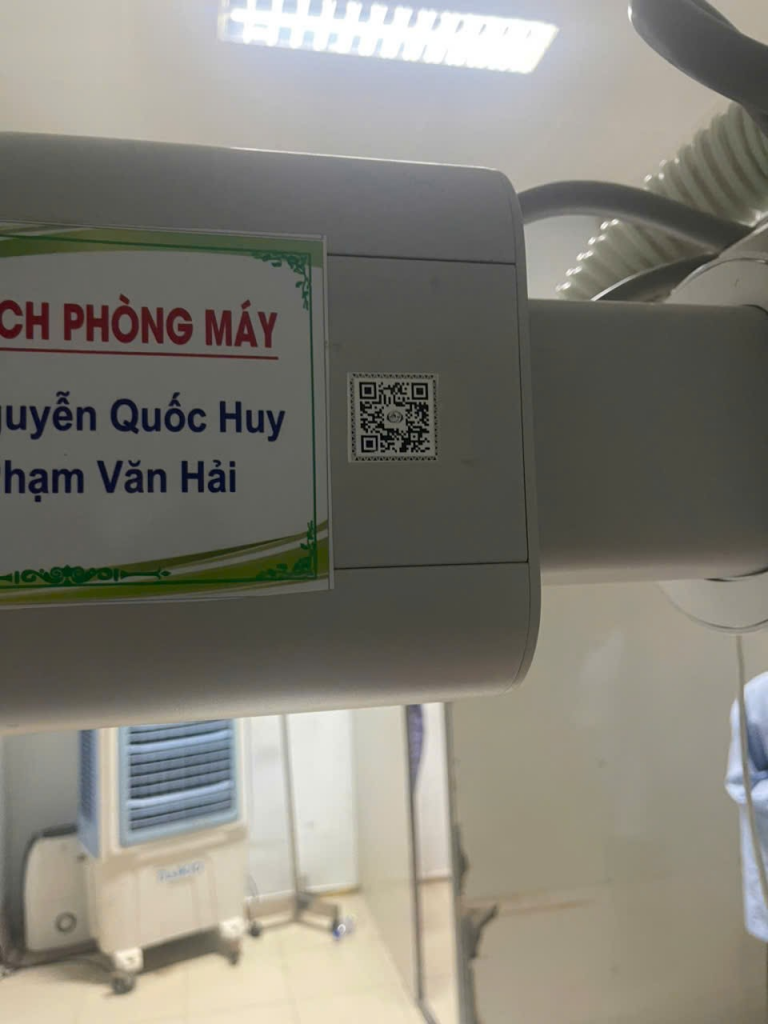 CH PHÒNG MÁY
guyễn Quốc Huy
hạm Văn Hải